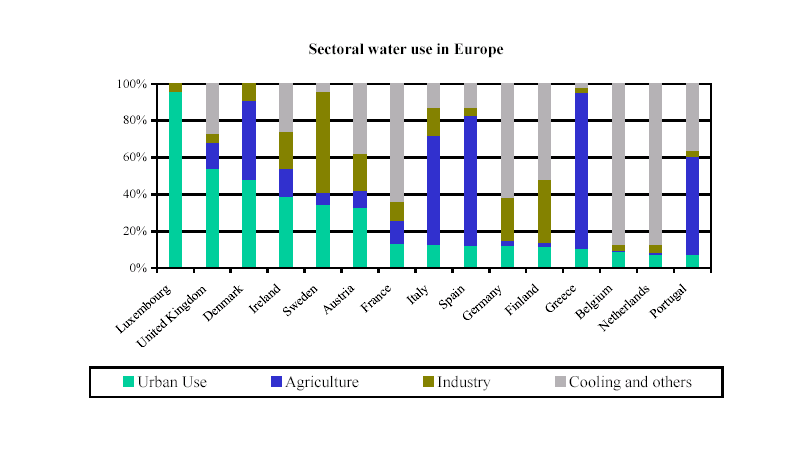 Sectoral water use in Europe
100%
80%
60%
40%
20%
0%
Luxembourg
United Kingdom
Denmark
Ireland
Sweden
Austria
France
Italy
Spain
Germany
Finland
Greece
Belgium
Netherlands
Portugal
Urban Use Agriculture Industry Cooling and others